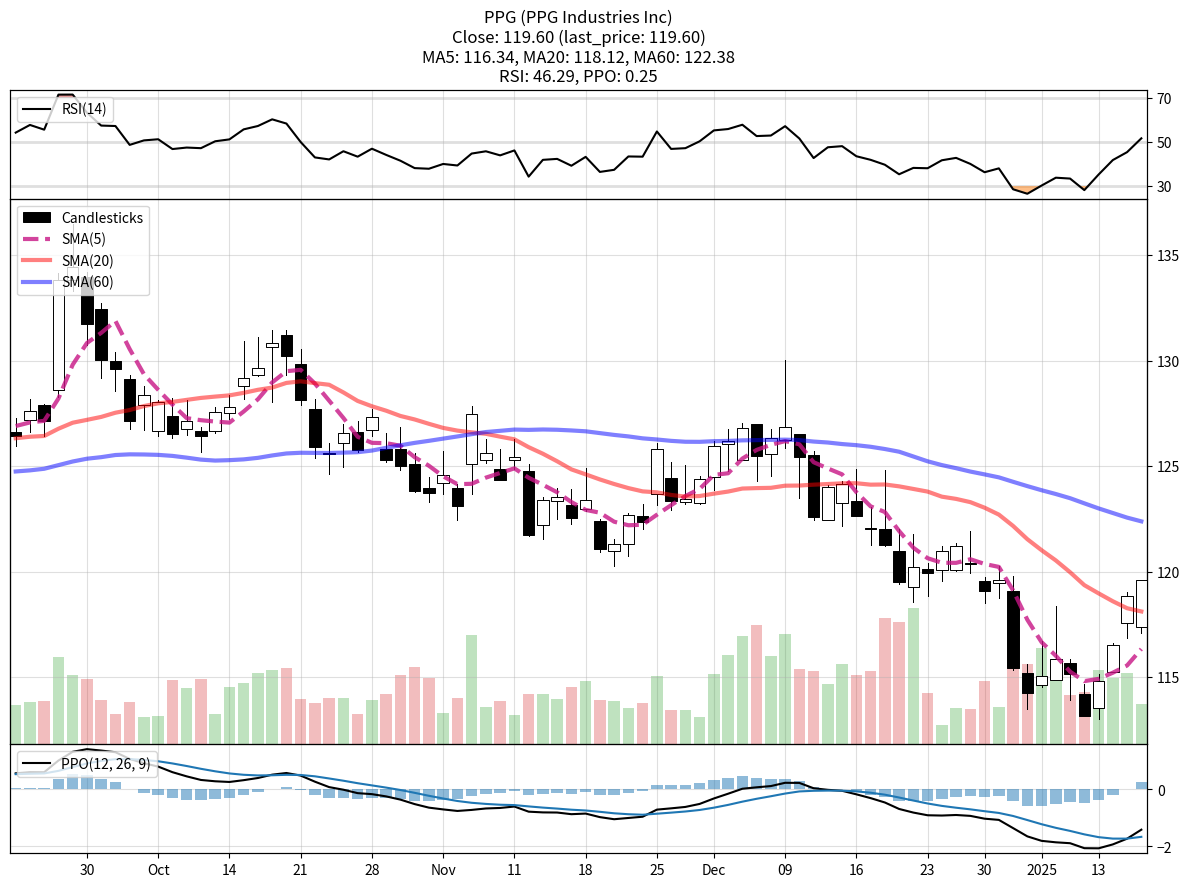 PPG (PPG Industries Inc)
Close: 119.60 (last_price: 119.60)
MA5: 116.34, MA20: 118.12, MA60: 122.38
RSI: 46.29, PPO: 0.25
RSI(14)
70
50
30
Candlesticks
SMA(5)
SMA(20)
SMA(60)
135
130
125
120
115
PPO(12, 26, 9)
0
−2
30 Oct 14 21 28 Nov 11 18 25 Dec 09 16 23 30 2025 13